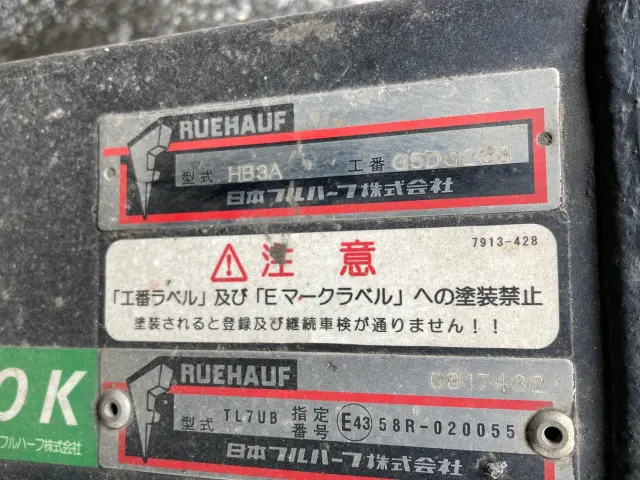 RUEHAUF
型式 HB3A 工番
日本フルハーフ株式会社
7913-428
注意
「工番ラベル」及び「Eマークラベル」への塗装禁止
塗装されると登録及び継続車検が通りません!!
RUEHAUF
型式 TL7UB 指定番号 E43 58R-020055
日本フルハーフ株式会社
OK
フルハーフ株式会社